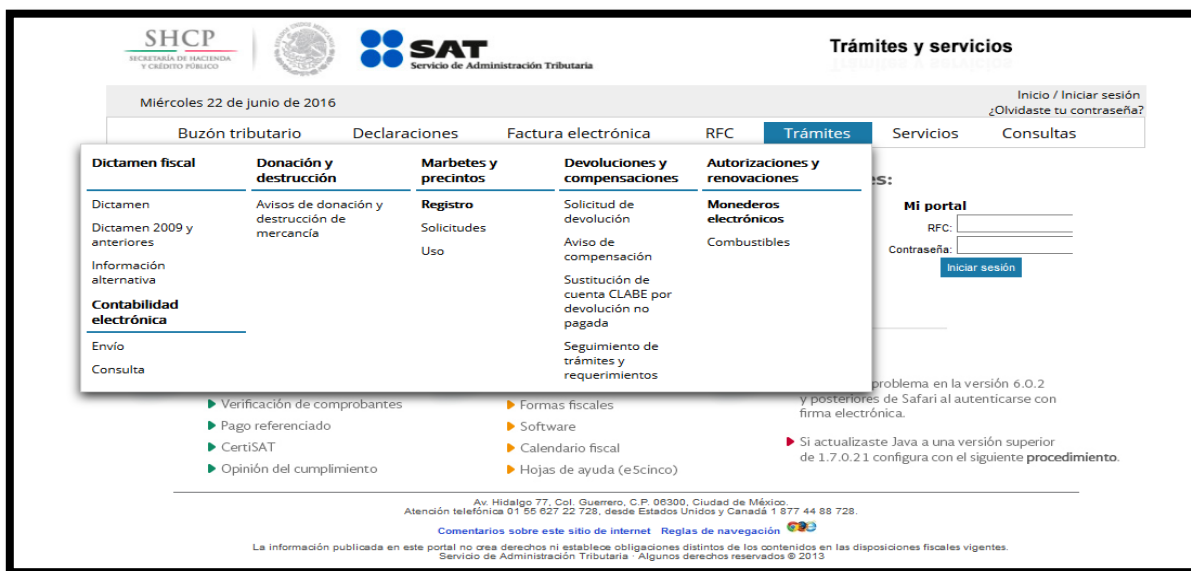 SHCP
SECRETARÍA DE HACIENDA
Y CRÉDITO PÚBLICO
SAT
Servicio de Administración Tributaria
Trámites y servicios
Miércoles 22 de junio de 2016
Inicio / Iniciar sesión
¿Olvidaste tu contraseña?
Buzón tributario Declaraciones Factura electrónica RFC Trámites Servicios Consultas
Dictamen fiscal
Dictamen
Dictamen 2009 y
anteriores
Información
alternativa
Contabilidad
electrónica
Envío
Consulta
Donación y
destrucción
Avisos de donación y
destrucción de
mercancía
Marbetes y
precintos
Registro
Solicitudes
Uso
Devoluciones y
compensaciones
Solicitud de
devolución
Aviso de
compensación
Sustitución de
cuenta CLABE por
devolución no
pagada
Seguimiento de
trámites y
requerimientos
Autorizaciones y
renovaciones
Monederos
electrónicos
Combustibles
es:
Mi portal
RFC:
Contraseña:
Iniciar sesión
Verificación de comprobantes
Pago referenciado
CertiSAT
Opinión del cumplimiento
Formas fiscales
Software
Calendario fiscal
Hojas de ayuda (e5cinco)
problema en la versión 6.0.2
y posteriores de Safari al autenticarse con
firma electrónica.
Si actualizaste Java a una versión superior
de 1.7.0.21 configura con el siguiente procedimiento.
Av. Hidalgo 77, Col. Guerrero, C.P. 06300, Ciudad de México.
Atención telefónica 01 55 627 22 728, desde Estados Unidos y Canadá 1 877 44 88 728.
Comentarios sobre este sitio de internet Reglas de navegación
La información publicada en este portal no crea derechos ni establece obligaciones distintos de los contenidos en las disposiciones fiscales vigentes.
Servicio de Administración Tributaria · Algunos derechos reservados © 2013